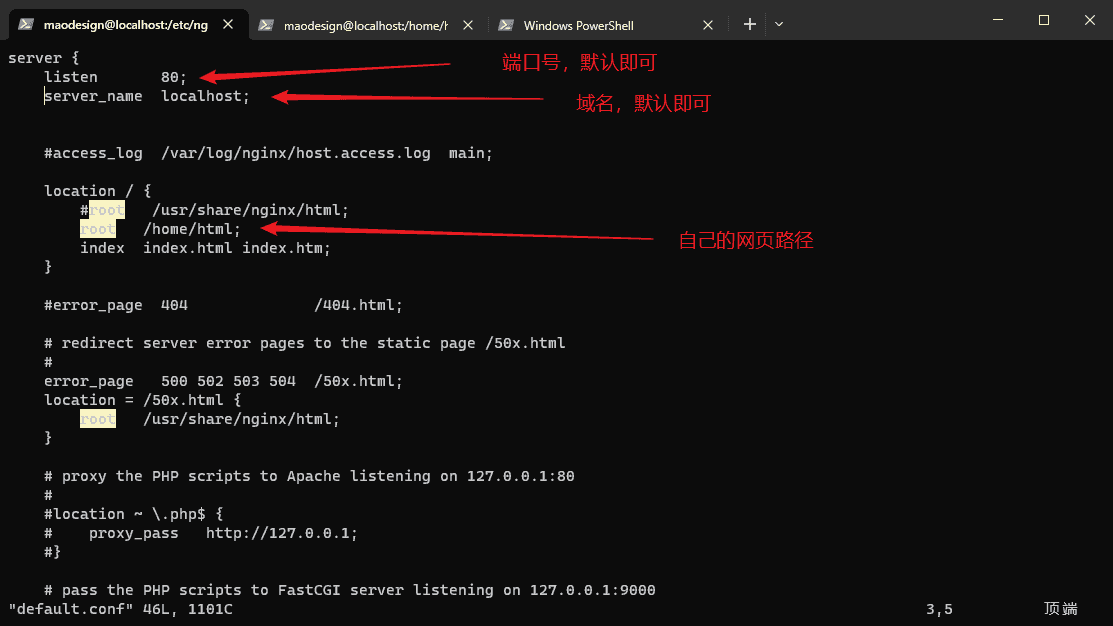 maodesign@localhost:/etc/ng
maodesign@localhost:/home/h
Windows PowerShell
server {
    listen       80;
端口号，默认即可
    server_name  localhost;
域名，默认即可
    #access_log  /var/log/nginx/host.access.log  main;
    location / {
        #root   /usr/share/nginx/html;
        root   /home/html;
自己的网页路径
        index  index.html index.htm;
    }
    #error_page  404              /404.html;
    # redirect server error pages to the static page /50x.html
    #
    error_page   500 502 503 504  /50x.html;
    location = /50x.html {
        root   /usr/share/nginx/html;
    }
    # proxy the PHP scripts to Apache listening on 127.0.0.1:80
    #
    #location ~ \.php$ {
    #    proxy_pass   http://127.0.0.1;
    #}
    # pass the PHP scripts to FastCGI server listening on 127.0.0.1:9000
"default.conf" 46L, 1101C
3,5
顶端